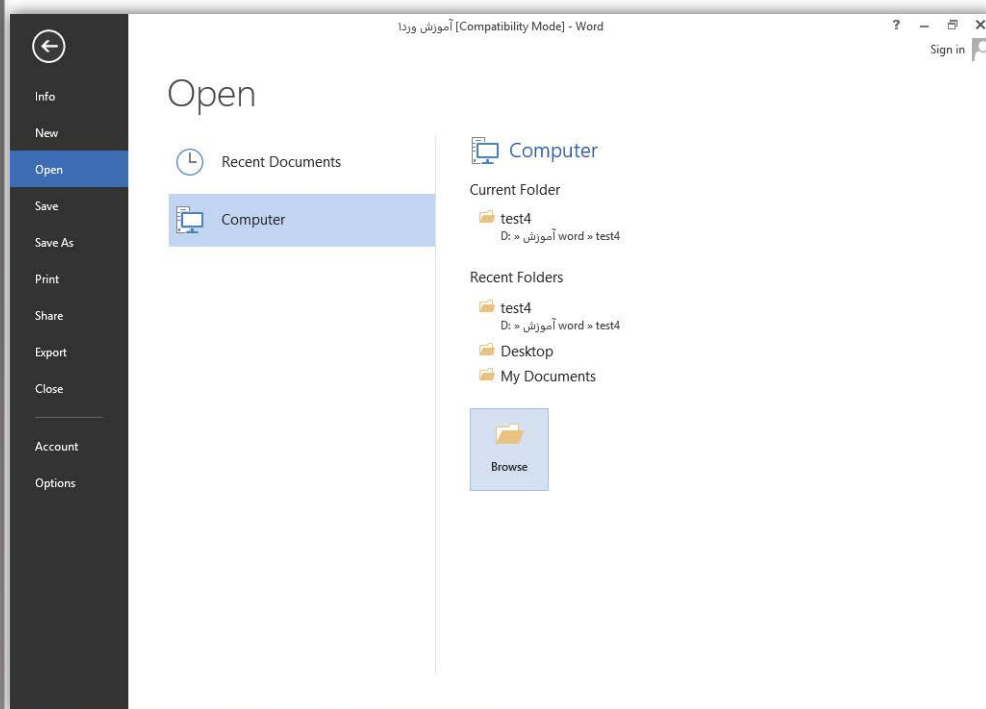 آموزش وردا [Compatibility Mode] - Word
?
Sign in
Info
New
Open
Save
Save As
Print
Share
Export
Close
Account
Options
Open
Recent Documents
Computer
Computer
Current Folder
test4
D: » آموزش word » test4
Recent Folders
test4
D: » آموزش word » test4
Desktop
My Documents
Browse